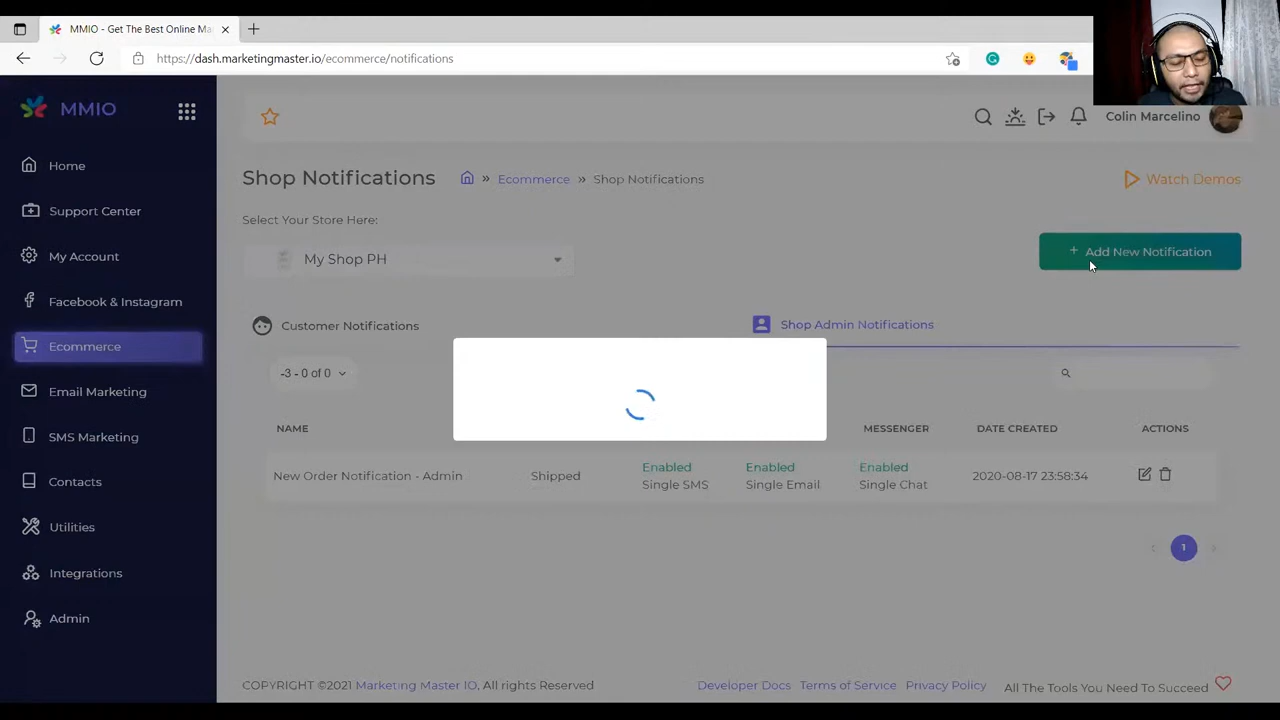 MMIO - Get The Best Online Ma
https://dash.marketingmaster.io/ecommerce/notifications
MMIO
Colin Marcelino
Home
Support Center
My Account
Facebook & Instagram
Ecommerce
Email Marketing
SMS Marketing
Contacts
Utilities
Integrations
Admin
Shop Notifications
» Ecommerce » Shop Notifications
Watch Demos
Select Your Store Here:
My Shop PH
+ Add New Notification
Customer Notifications
Shop Admin Notifications
-3 - 0 of 0
NAME MESSENGER DATE CREATED ACTIONS
New Order Notification - Admin Shipped Enabled Single SMS Enabled Single Email Enabled Single Chat 2020-08-17 23:58:34
1
COPYRIGHT ©2021 Marketing Master IO, All rights Reserved
Developer Docs Terms of Service Privacy Policy All The Tools You Need To Succeed